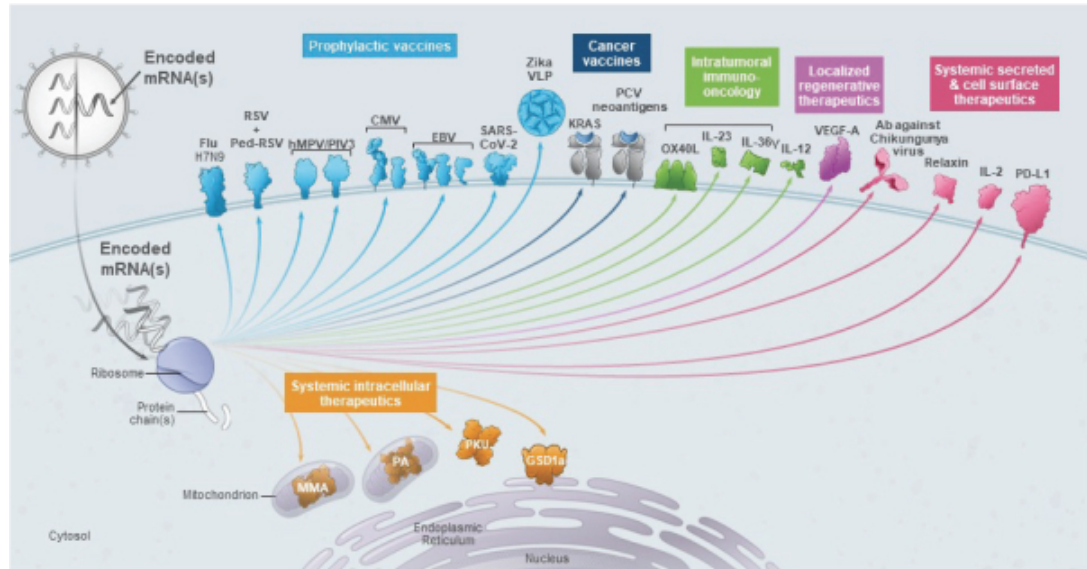 Encoded
mRNA(s)
Prophylactic vaccines
Cancer
vaccines
Intratumoral
immuno-
oncology
Localized
regenerative
therapeutics
Systemic secreted
& cell surface
therapeutics
Flu
H7N9
RSV
+
Ped-RSV
hMPV/PIV3
CMV
EBV
SARS-
CoV-2
Zika
VLP
KRAS
PCV
neoantigens
OX40L
IL-23
IL-36γ
IL-12
VEGF-A
Ab against
Chikungunya
virus
Relaxin
IL-2
PD-L1
Encoded
mRNA(s)
Ribosome
Protein
chain(s)
Systemic intracellular
therapeutics
MMA
PA
PKU
GSD1a
Mitochondrion
Endoplasmic
Reticulum
Nucleus
Cytosol